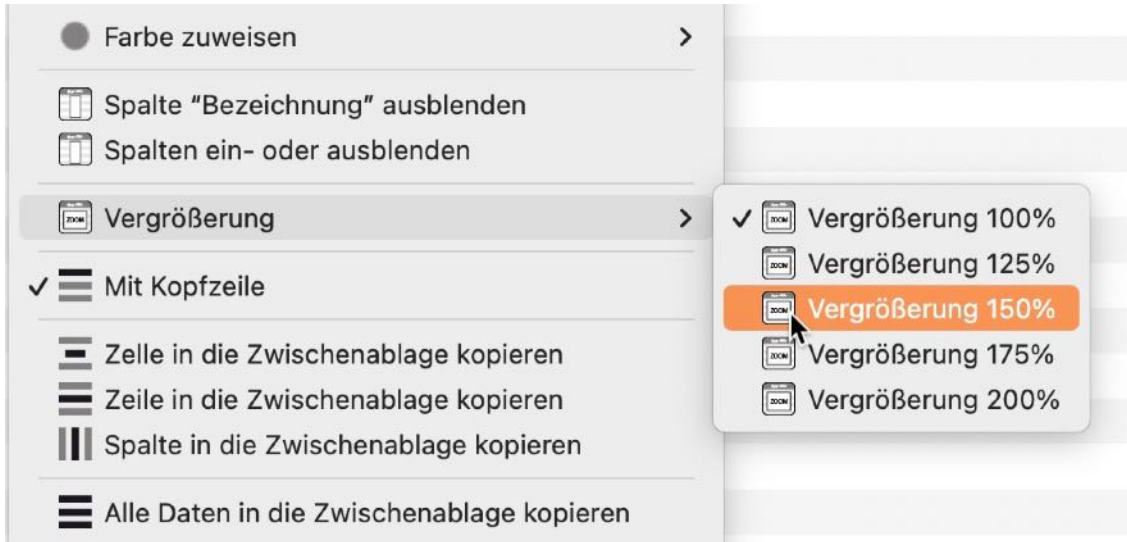 Farbe zuweisen
Spalte “Bezeichnung” ausblenden
Spalten ein- oder ausblenden
Vergrößerung
Mit Kopfzeile
Zelle in die Zwischenablage kopieren
Zeile in die Zwischenablage kopieren
Spalte in die Zwischenablage kopieren
Alle Daten in die Zwischenablage kopieren
Vergrößerung 100%
Vergrößerung 125%
Vergrößerung 150%
Vergrößerung 175%
Vergrößerung 200%